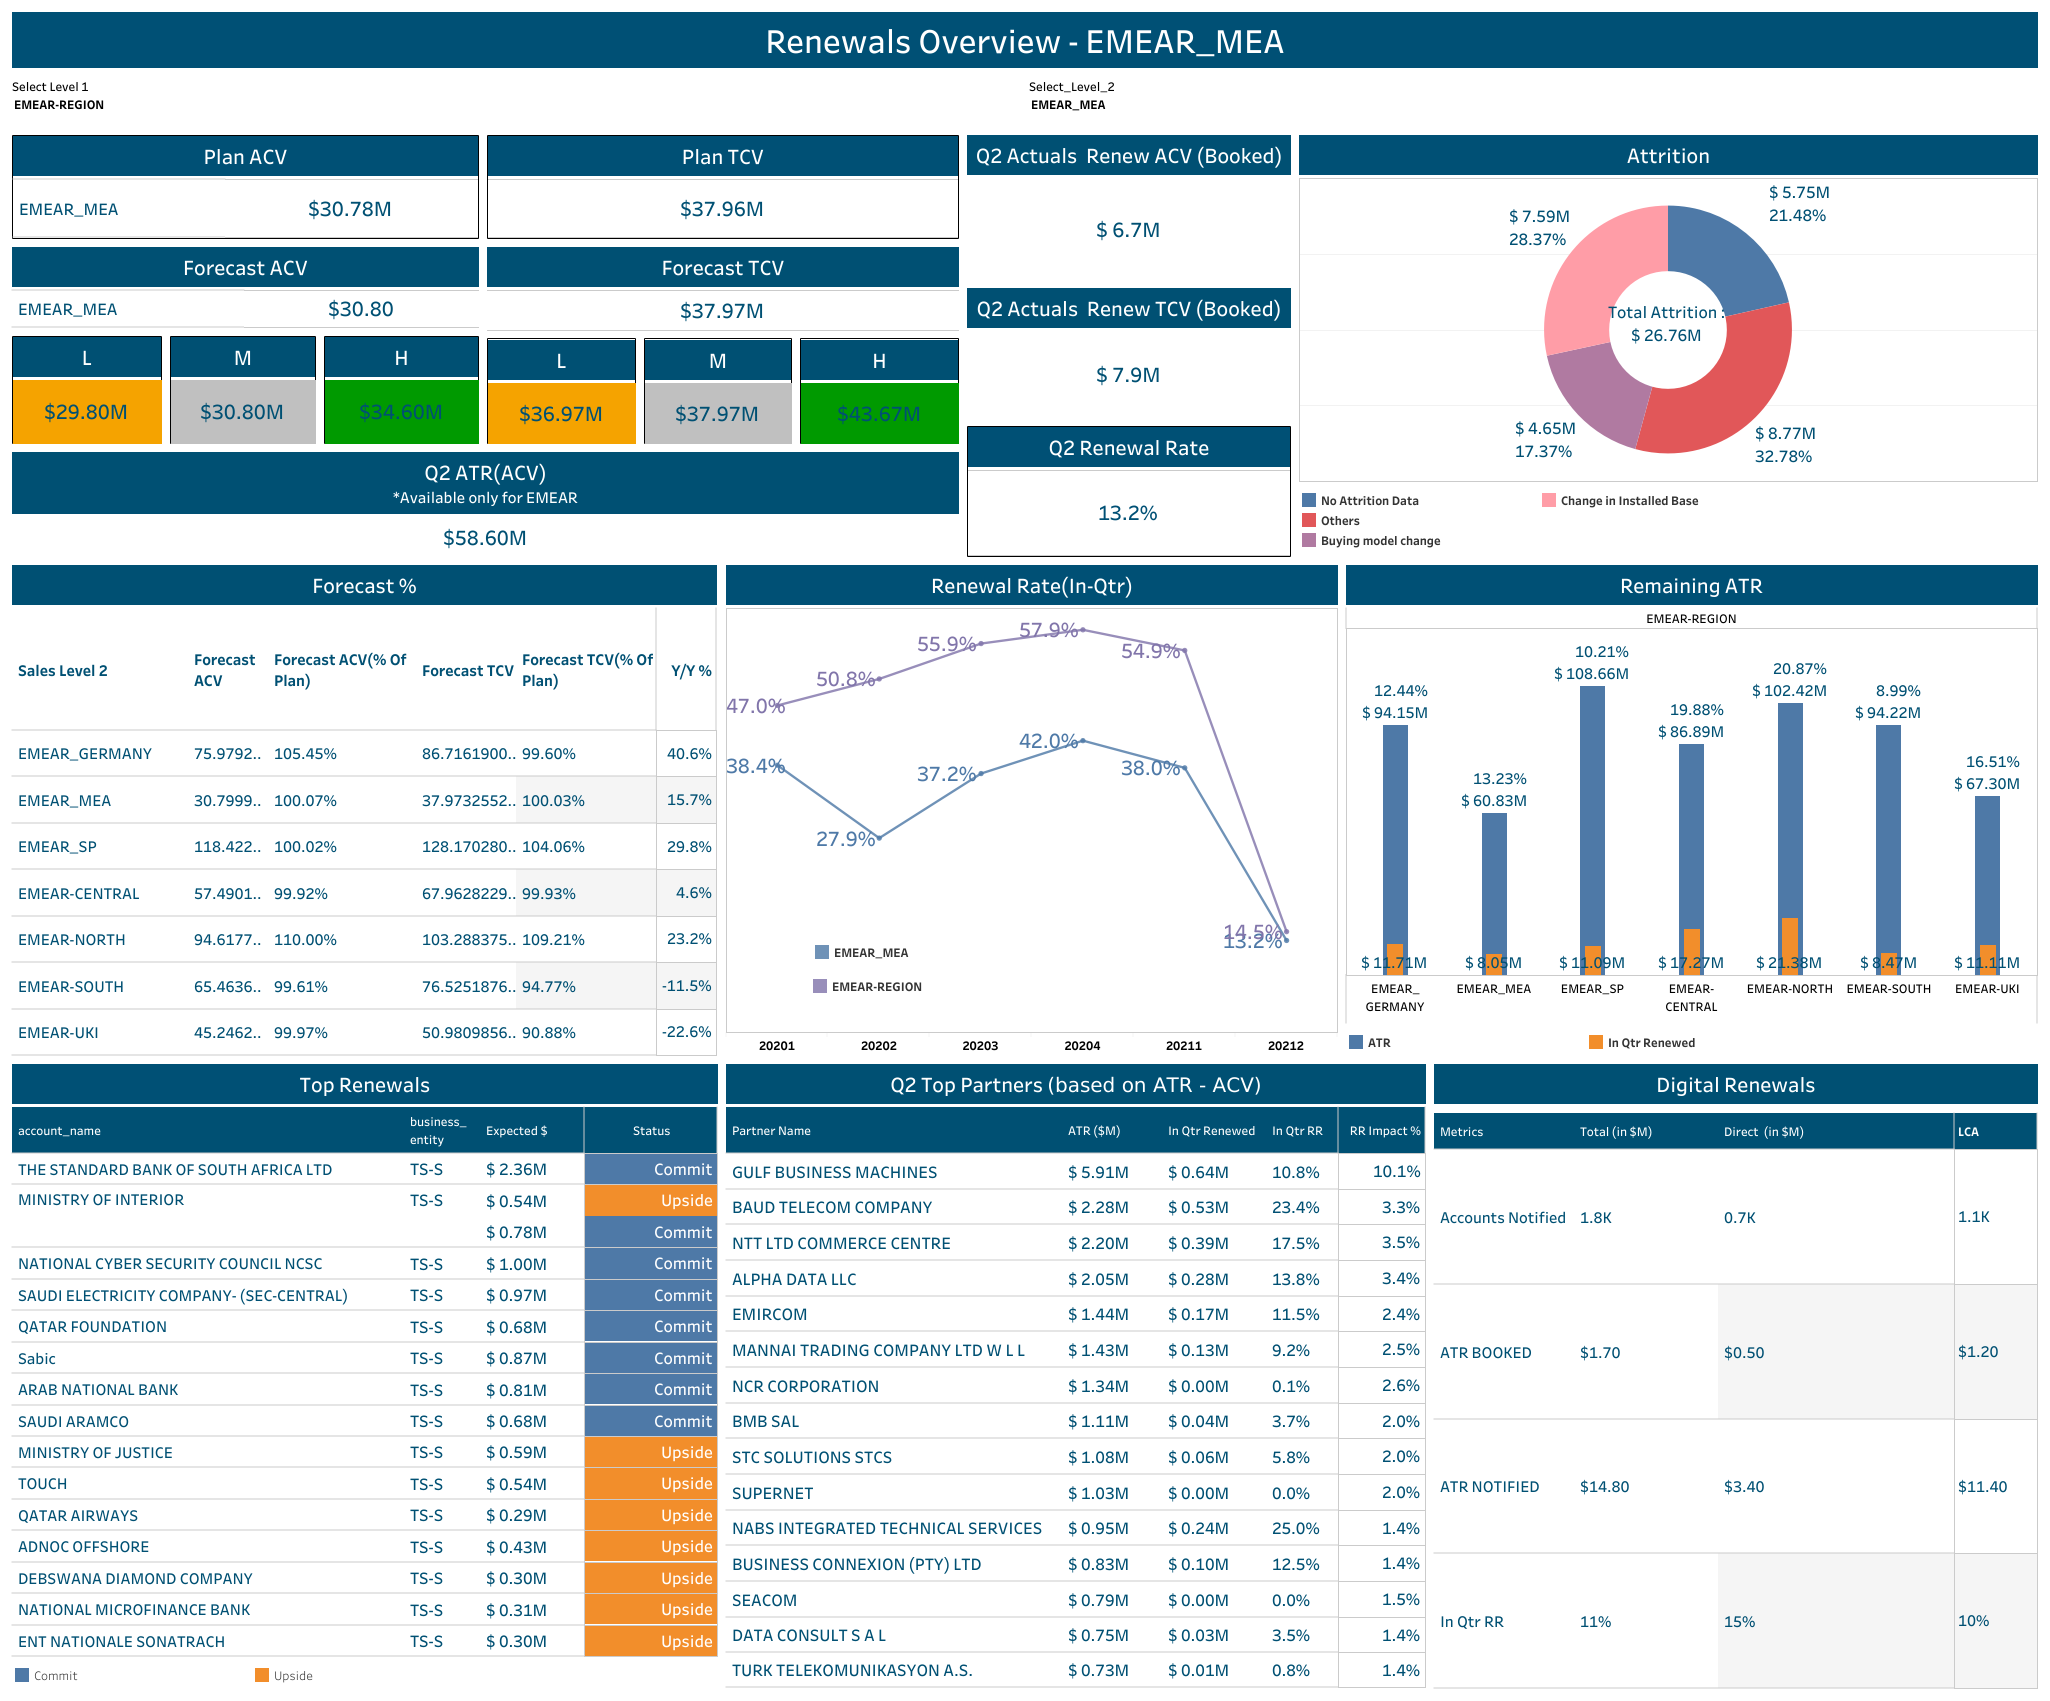 Renewals Overview - EMEAR_MEA
Select Level 1
EMEAR-REGION
Select_Level_2
EMEAR_MEA
Plan ACV
EMEAR_MEA $30.78M
Plan TCV
$37.96M
Forecast ACV
EMEAR_MEA $30.80
Forecast TCV
$37.97M
L M H
$29.80M $30.80M $34.60M
L M H
$36.97M $37.97M $43.67M
Q2 ATR(ACV)
*Available only for EMEAR
$58.60M
Q2 Actuals Renew ACV (Booked)
$ 6.7M
Q2 Actuals Renew TCV (Booked)
$ 7.9M
Q2 Renewal Rate
13.2%
Attrition
$ 5.75M
21.48%
$ 7.59M
28.37%
Total Attrition :
$ 26.76M
$ 4.65M
17.37%
$ 8.77M
32.78%
No Attrition Data
Others
Buying model change
Change in Installed Base
Forecast %
Sales Level 2 Forecast ACV Forecast ACV(% Of Plan) Forecast TCV Forecast TCV(% Of Plan) Y/Y %
EMEAR_GERMANY 75.9792.. 105.45% 86.7161900.. 99.60% 40.6%
EMEAR_MEA 30.7999.. 100.07% 37.9732552.. 100.03% 15.7%
EMEAR_SP 118.422.. 100.02% 128.170280.. 104.06% 29.8%
EMEAR-CENTRAL 57.4901.. 99.92% 67.9628229.. 99.93% 4.6%
EMEAR-NORTH 94.6177.. 110.00% 103.288375.. 109.21% 23.2%
EMEAR-SOUTH 65.4636.. 99.61% 76.5251876.. 94.77% -11.5%
EMEAR-UKI 45.2462.. 99.97% 50.9809856.. 90.88% -22.6%
Renewal Rate(In-Qtr)
47.0% 50.8% 55.9% 57.9% 54.9% 14.5%
38.4% 27.9% 37.2% 42.0% 38.0% 13.2%
EMEAR_MEA
EMEAR-REGION
20201 20202 20203 20204 20211 20212
Remaining ATR
EMEAR-REGION
12.44% 13.23% 10.21% 19.88% 20.87% 8.99% 16.51%
$ 94.15M $ 60.83M $ 108.66M $ 86.89M $ 102.42M $ 94.22M $ 67.30M
$ 11.71M $ 8.05M $ 11.09M $ 17.27M $ 21.38M $ 8.47M $ 11.11M
EMEAR_GERMANY EMEAR_MEA EMEAR_SP EMEAR-CENTRAL EMEAR-NORTH EMEAR-SOUTH EMEAR-UKI
ATR In Qtr Renewed
Top Renewals
account_name business_entity Expected $ Status
THE STANDARD BANK OF SOUTH AFRICA LTD TS-S $ 2.36M Commit
MINISTRY OF INTERIOR TS-S $ 0.54M Upside
$ 0.78M Commit
NATIONAL CYBER SECURITY COUNCIL NCSC TS-S $ 1.00M Commit
SAUDI ELECTRICITY COMPANY- (SEC-CENTRAL) TS-S $ 0.97M Commit
QATAR FOUNDATION TS-S $ 0.68M Commit
Sabic TS-S $ 0.87M Commit
ARAB NATIONAL BANK TS-S $ 0.81M Commit
SAUDI ARAMCO TS-S $ 0.68M Commit
MINISTRY OF JUSTICE TS-S $ 0.59M Upside
TOUCH TS-S $ 0.54M Upside
QATAR AIRWAYS TS-S $ 0.29M Upside
ADNOC OFFSHORE TS-S $ 0.43M Upside
DEBSWANA DIAMOND COMPANY TS-S $ 0.30M Upside
NATIONAL MICROFINANCE BANK TS-S $ 0.31M Upside
ENT NATIONALE SONATRACH TS-S $ 0.30M Upside
Commit Upside
Q2 Top Partners (based on ATR - ACV)
Partner Name ATR ($M) In Qtr Renewed In Qtr RR RR Impact %
GULF BUSINESS MACHINES $ 5.91M $ 0.64M 10.8% 10.1%
BAUD TELECOM COMPANY $ 2.28M $ 0.53M 23.4% 3.3%
NTT LTD COMMERCE CENTRE $ 2.20M $ 0.39M 17.5% 3.5%
ALPHA DATA LLC $ 2.05M $ 0.28M 13.8% 3.4%
EMIRCOM $ 1.44M $ 0.17M 11.5% 2.4%
MANNAI TRADING COMPANY LTD W L L $ 1.43M $ 0.13M 9.2% 2.5%
NCR CORPORATION $ 1.34M $ 0.00M 0.1% 2.6%
BMB SAL $ 1.11M $ 0.04M 3.7% 2.0%
STC SOLUTIONS STCS $ 1.08M $ 0.06M 5.8% 2.0%
SUPERNET $ 1.03M $ 0.00M 0.0% 2.0%
NABS INTEGRATED TECHNICAL SERVICES $ 0.95M $ 0.24M 25.0% 1.4%
BUSINESS CONNEXION (PTY) LTD $ 0.83M $ 0.10M 12.5% 1.4%
SEACOM $ 0.79M $ 0.00M 0.0% 1.5%
DATA CONSULT S A L $ 0.75M $ 0.03M 3.5% 1.4%
TURK TELEKOMUNIKASYON A.S. $ 0.73M $ 0.01M 0.8% 1.4%
Digital Renewals
Metrics Total (in $M) Direct (in $M) LCA
Accounts Notified 1.8K 0.7K 1.1K
ATR BOOKED $1.70 $0.50 $1.20
ATR NOTIFIED $14.80 $3.40 $11.40
In Qtr RR 11% 15% 10%